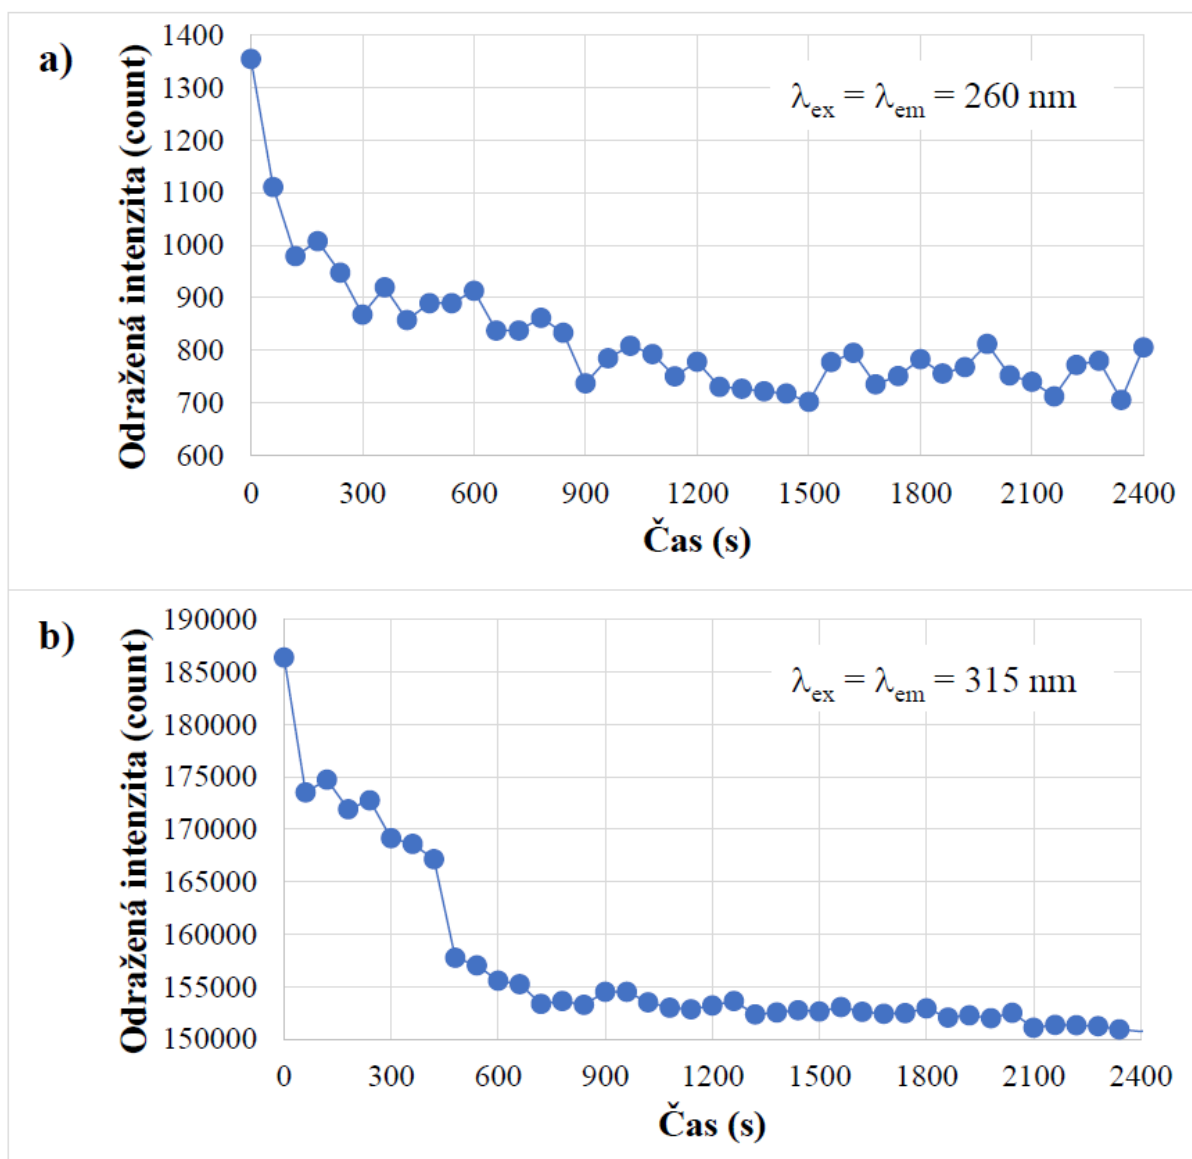 a)
Odražená intenzita (count)
1400
1300
1200
1100
1000
900
800
700
600
λex = λem = 260 nm
0 300 600 900 1200 1500 1800 2100 2400
Čas (s)
b)
Odražená intenzita (count)
190000
185000
180000
175000
170000
165000
160000
155000
150000
λex = λem = 315 nm
0 300 600 900 1200 1500 1800 2100 2400
Čas (s)